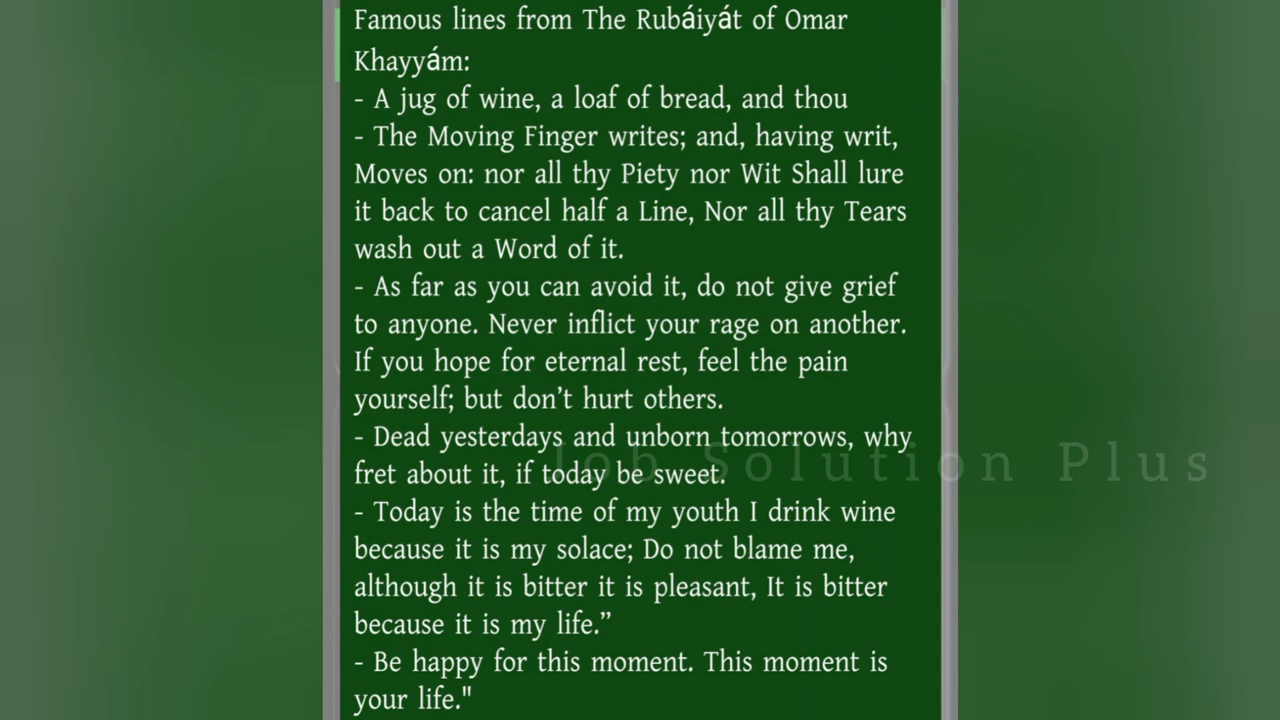 Famous lines from The Rubáiyát of Omar
Khayyám:
- A jug of wine, a loaf of bread, and thou
- The Moving Finger writes; and, having writ,
Moves on: nor all thy Piety nor Wit Shall lure
it back to cancel half a Line, Nor all thy Tears
wash out a Word of it.
- As far as you can avoid it, do not give grief
to anyone. Never inflict your rage on another.
If you hope for eternal rest, feel the pain
yourself; but don’t hurt others.
- Dead yesterdays and unborn tomorrows, why
fret about it, if today be sweet.
Job Solution Plus
- Today is the time of my youth I drink wine
because it is my solace; Do not blame me,
although it is bitter it is pleasant, It is bitter
because it is my life.”
- Be happy for this moment. This moment is
your life."